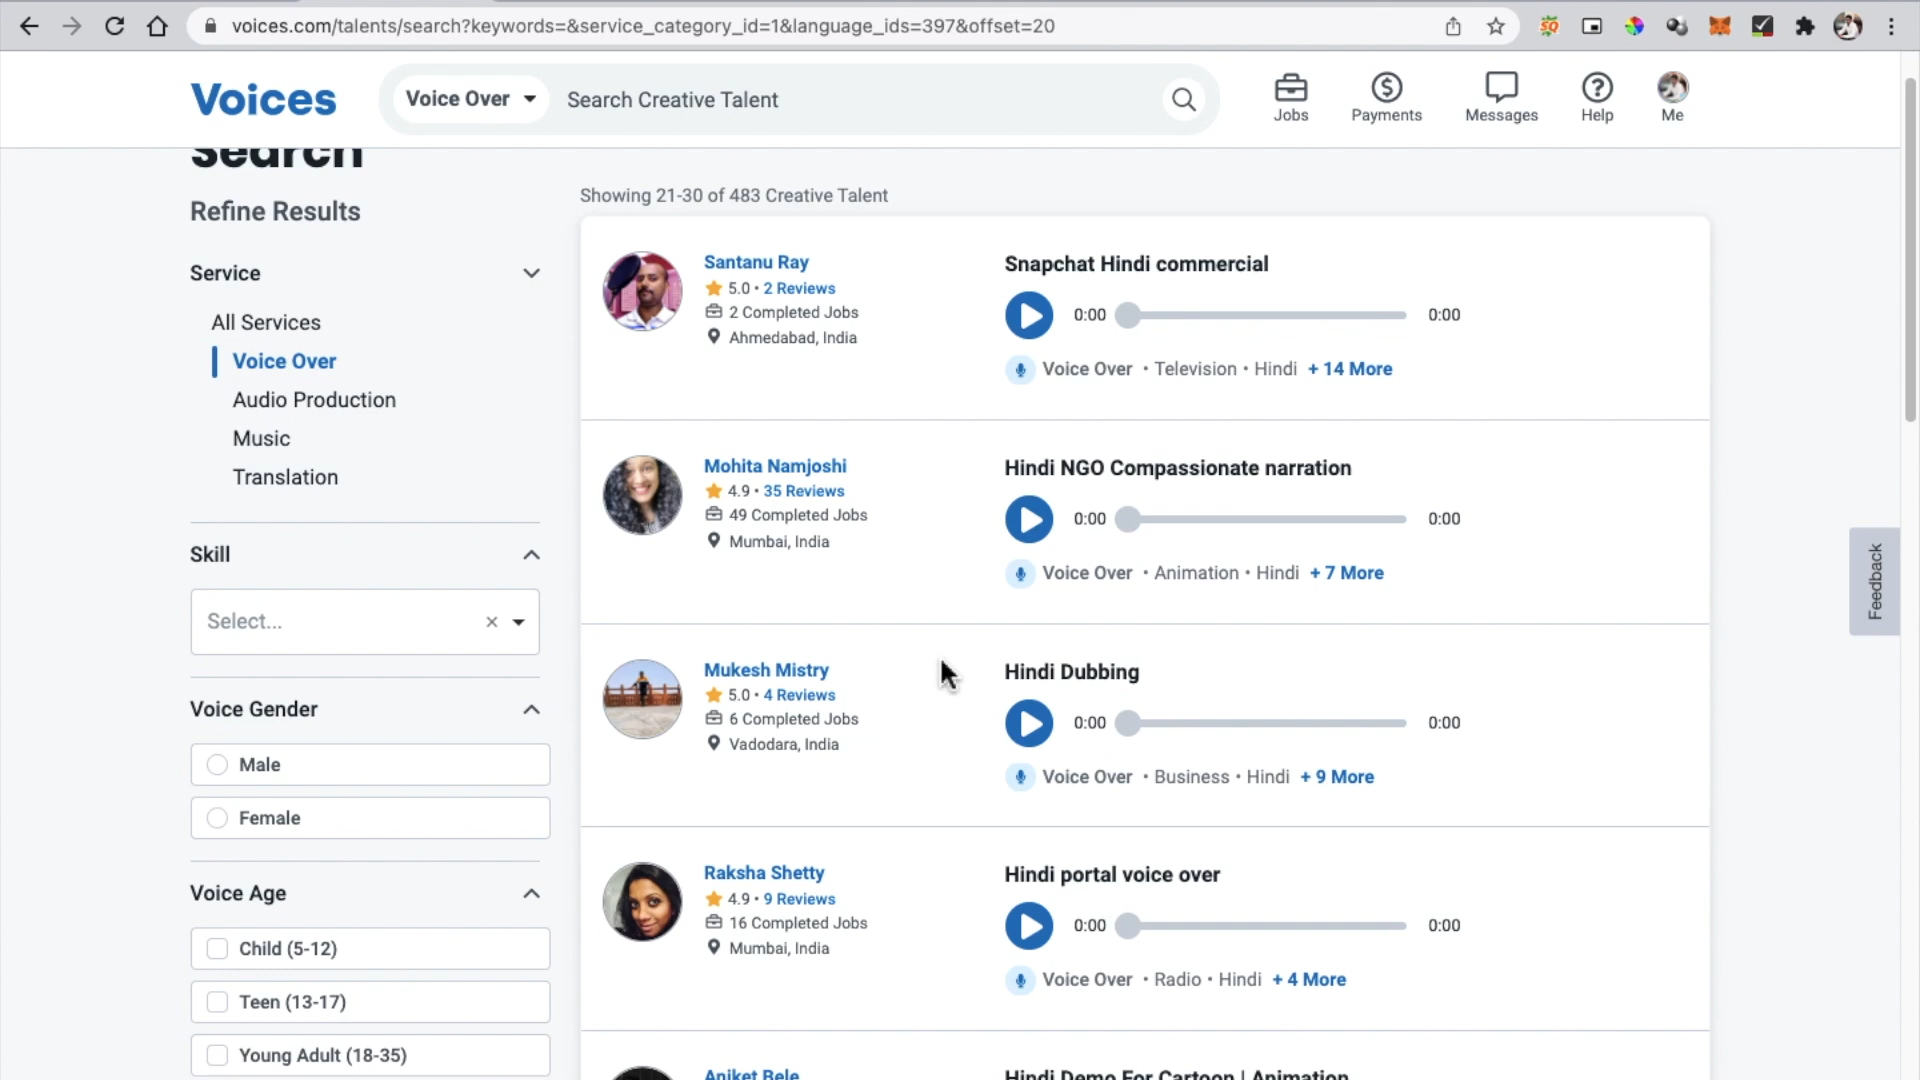 voices.com/talents/search?keywords=&service_category_id=1&language_ids=397&offset=20
Voices
Voice Over
Search Creative Talent
Jobs
Payments
Messages
Help
Me
Search
Refine Results
Service
All Services
Voice Over
Audio Production
Music
Translation
Skill
Select...
Voice Gender
Male
Female
Voice Age
Child (5-12)
Teen (13-17)
Young Adult (18-35)
Showing 21-30 of 483 Creative Talent
Santanu Ray
5.0 • 2 Reviews
2 Completed Jobs
Ahmedabad, India
Snapchat Hindi commercial
0:00 0:00
Voice Over • Television • Hindi + 14 More
Mohita Namjoshi
4.9 • 35 Reviews
49 Completed Jobs
Mumbai, India
Hindi NGO Compassionate narration
0:00 0:00
Voice Over • Animation • Hindi + 7 More
Mukesh Mistry
5.0 • 4 Reviews
6 Completed Jobs
Vadodara, India
Hindi Dubbing
0:00 0:00
Voice Over • Business • Hindi + 9 More
Raksha Shetty
4.9 • 9 Reviews
16 Completed Jobs
Mumbai, India
Hindi portal voice over
0:00 0:00
Voice Over • Radio • Hindi + 4 More
Aniket Bele
Hindi Demo For Cartoon | Animation
Feedback